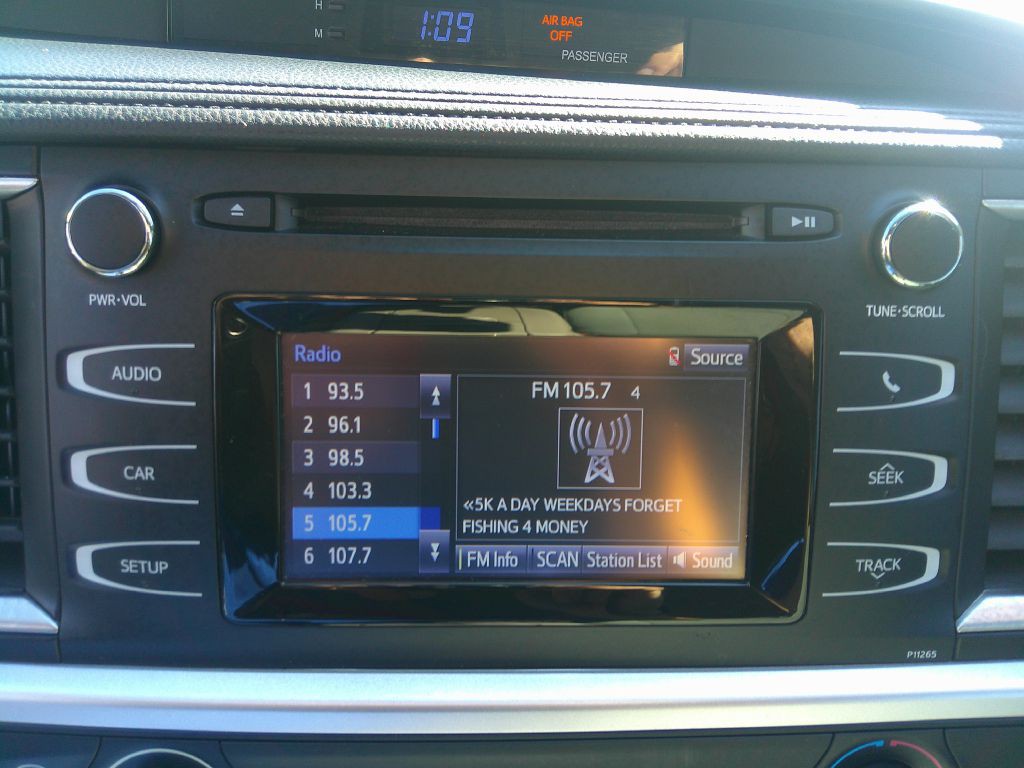 H
M
1:09
AIR BAG
OFF
PASSENGER
PWR•VOL
TUNE•SCROLL
AUDIO
CAR
SETUP
Radio
Source
1 93.5
2 96.1
3 98.5
4 103.3
5 105.7
6 107.7
FM 105.7 4
«5K A DAY WEEKDAYS FORGET
FISHING 4 MONEY
FM Info SCAN Station List Sound
SEEK
TRACK
P11265